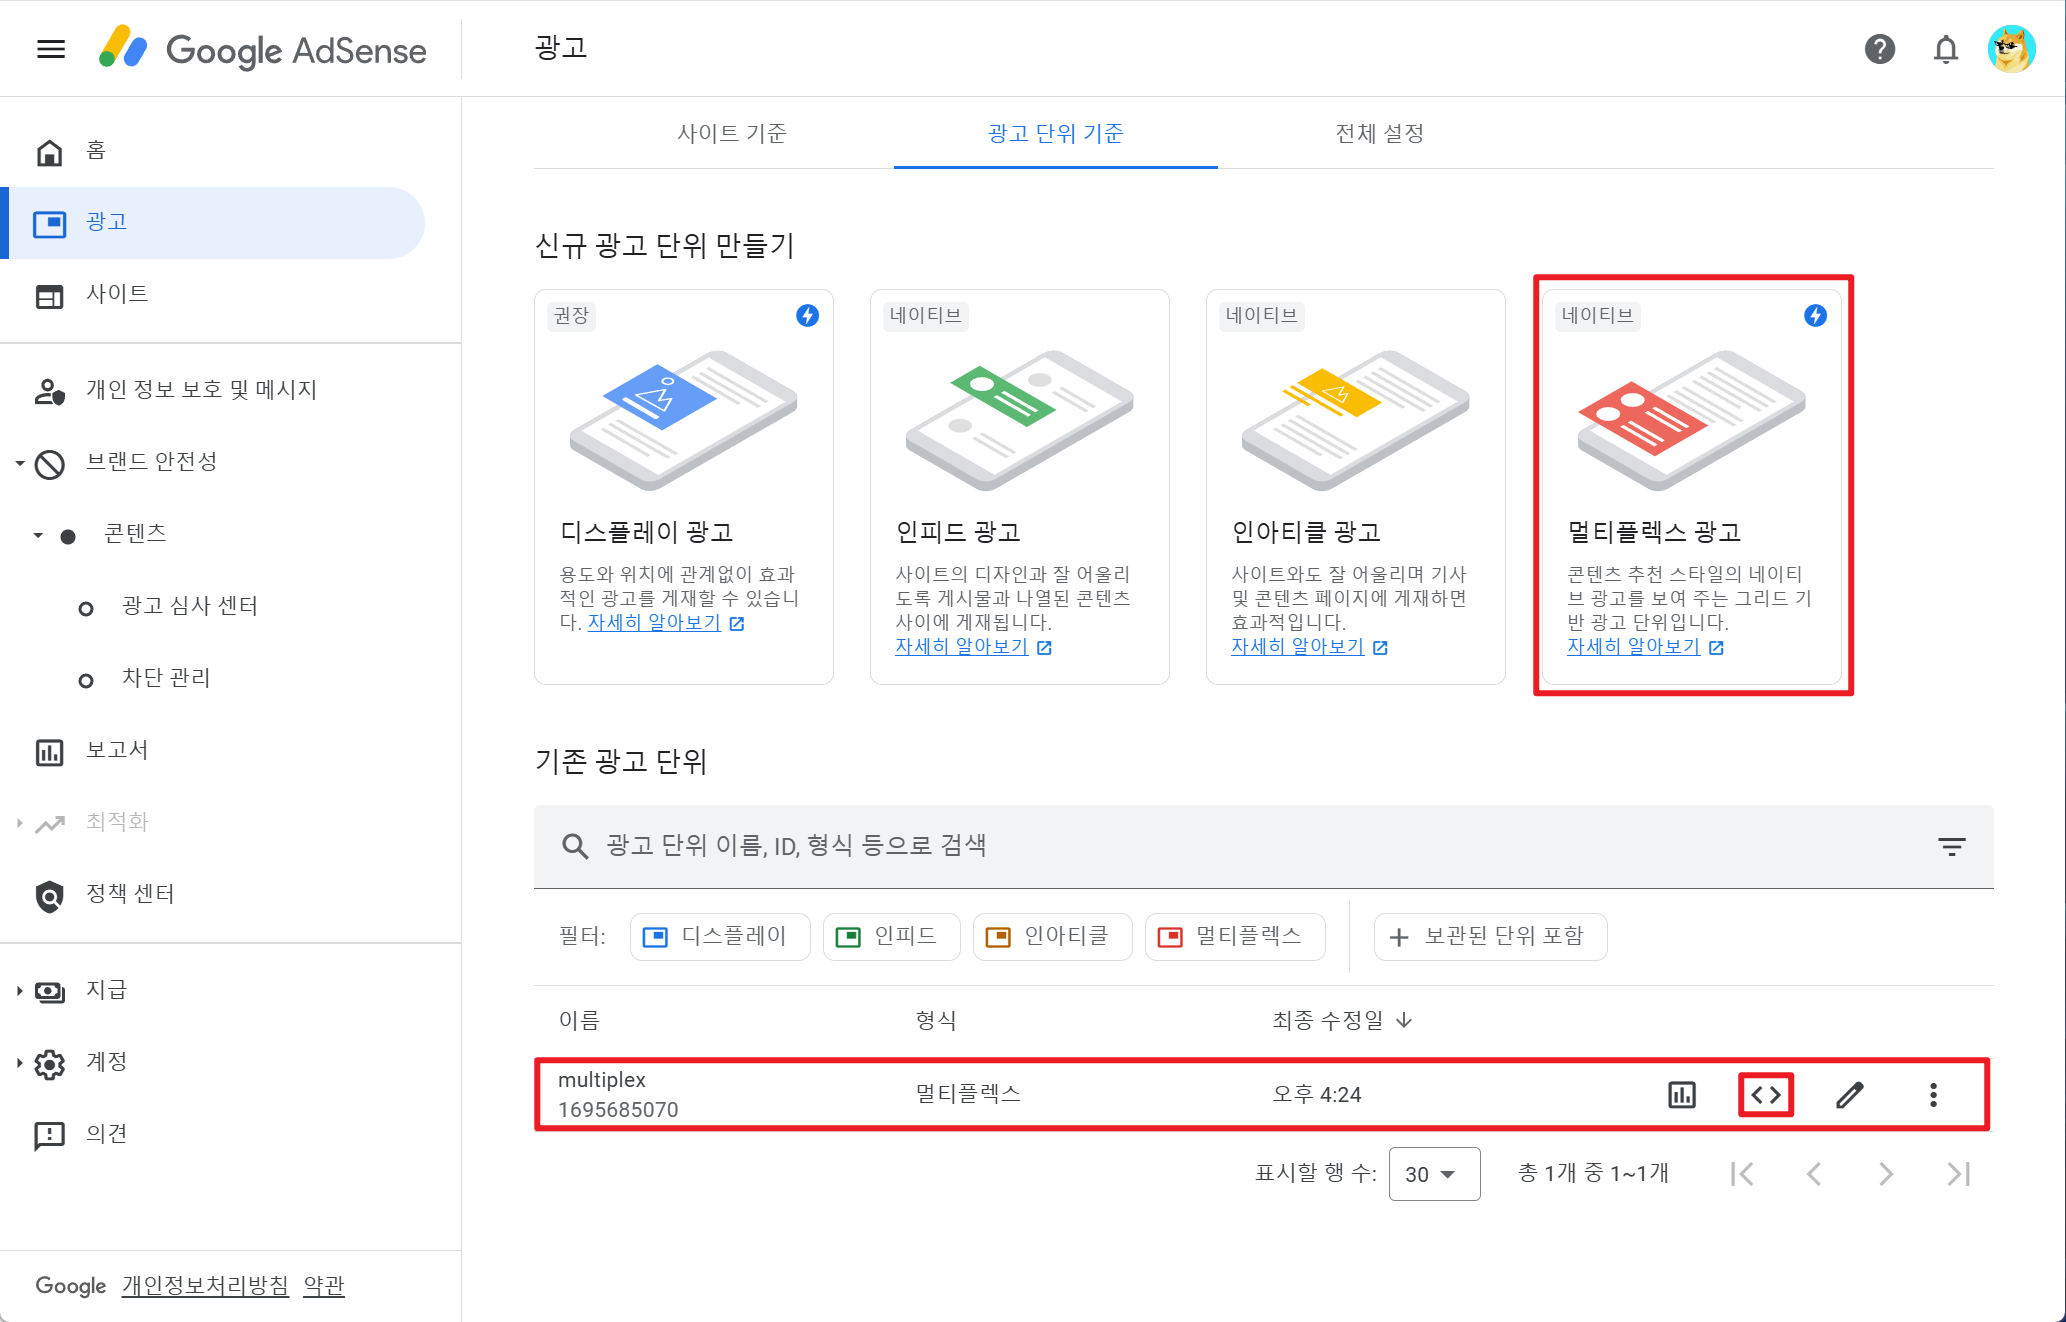 Google AdSense
광고
홈
광고
사이트
개인 정보 보호 및 메시지
브랜드 안전성
콘텐츠
광고 심사 센터
차단 관리
보고서
최적화
정책 센터
지급
계정
의견
Google 개인정보처리방침 약관
사이트 기준
광고 단위 기준
전체 설정
신규 광고 단위 만들기
권장
디스플레이 광고
용도와 위치에 관계없이 효과
적인 광고를 게재할 수 있습니
다. 자세히 알아보기
네이티브
인피드 광고
사이트의 디자인과 잘 어울리
도록 게시물과 나열된 콘텐츠
사이에 게재됩니다.
자세히 알아보기
네이티브
인아티클 광고
사이트와도 잘 어울리며 기사
및 콘텐츠 페이지에 게재하면
효과적입니다.
자세히 알아보기
네이티브
멀티플렉스 광고
콘텐츠 추천 스타일의 네이티
브 광고를 보여 주는 그리드 기
반 광고 단위입니다.
자세히 알아보기
기존 광고 단위
광고 단위 이름, ID, 형식 등으로 검색
필터: 디스플레이 인피드 인아티클 멀티플렉스 보관된 단위 포함
이름 형식 최종 수정일
multiplex
1695685070
멀티플렉스
오후 4:24
표시할 행 수: 30 총 1개 중 1~1개